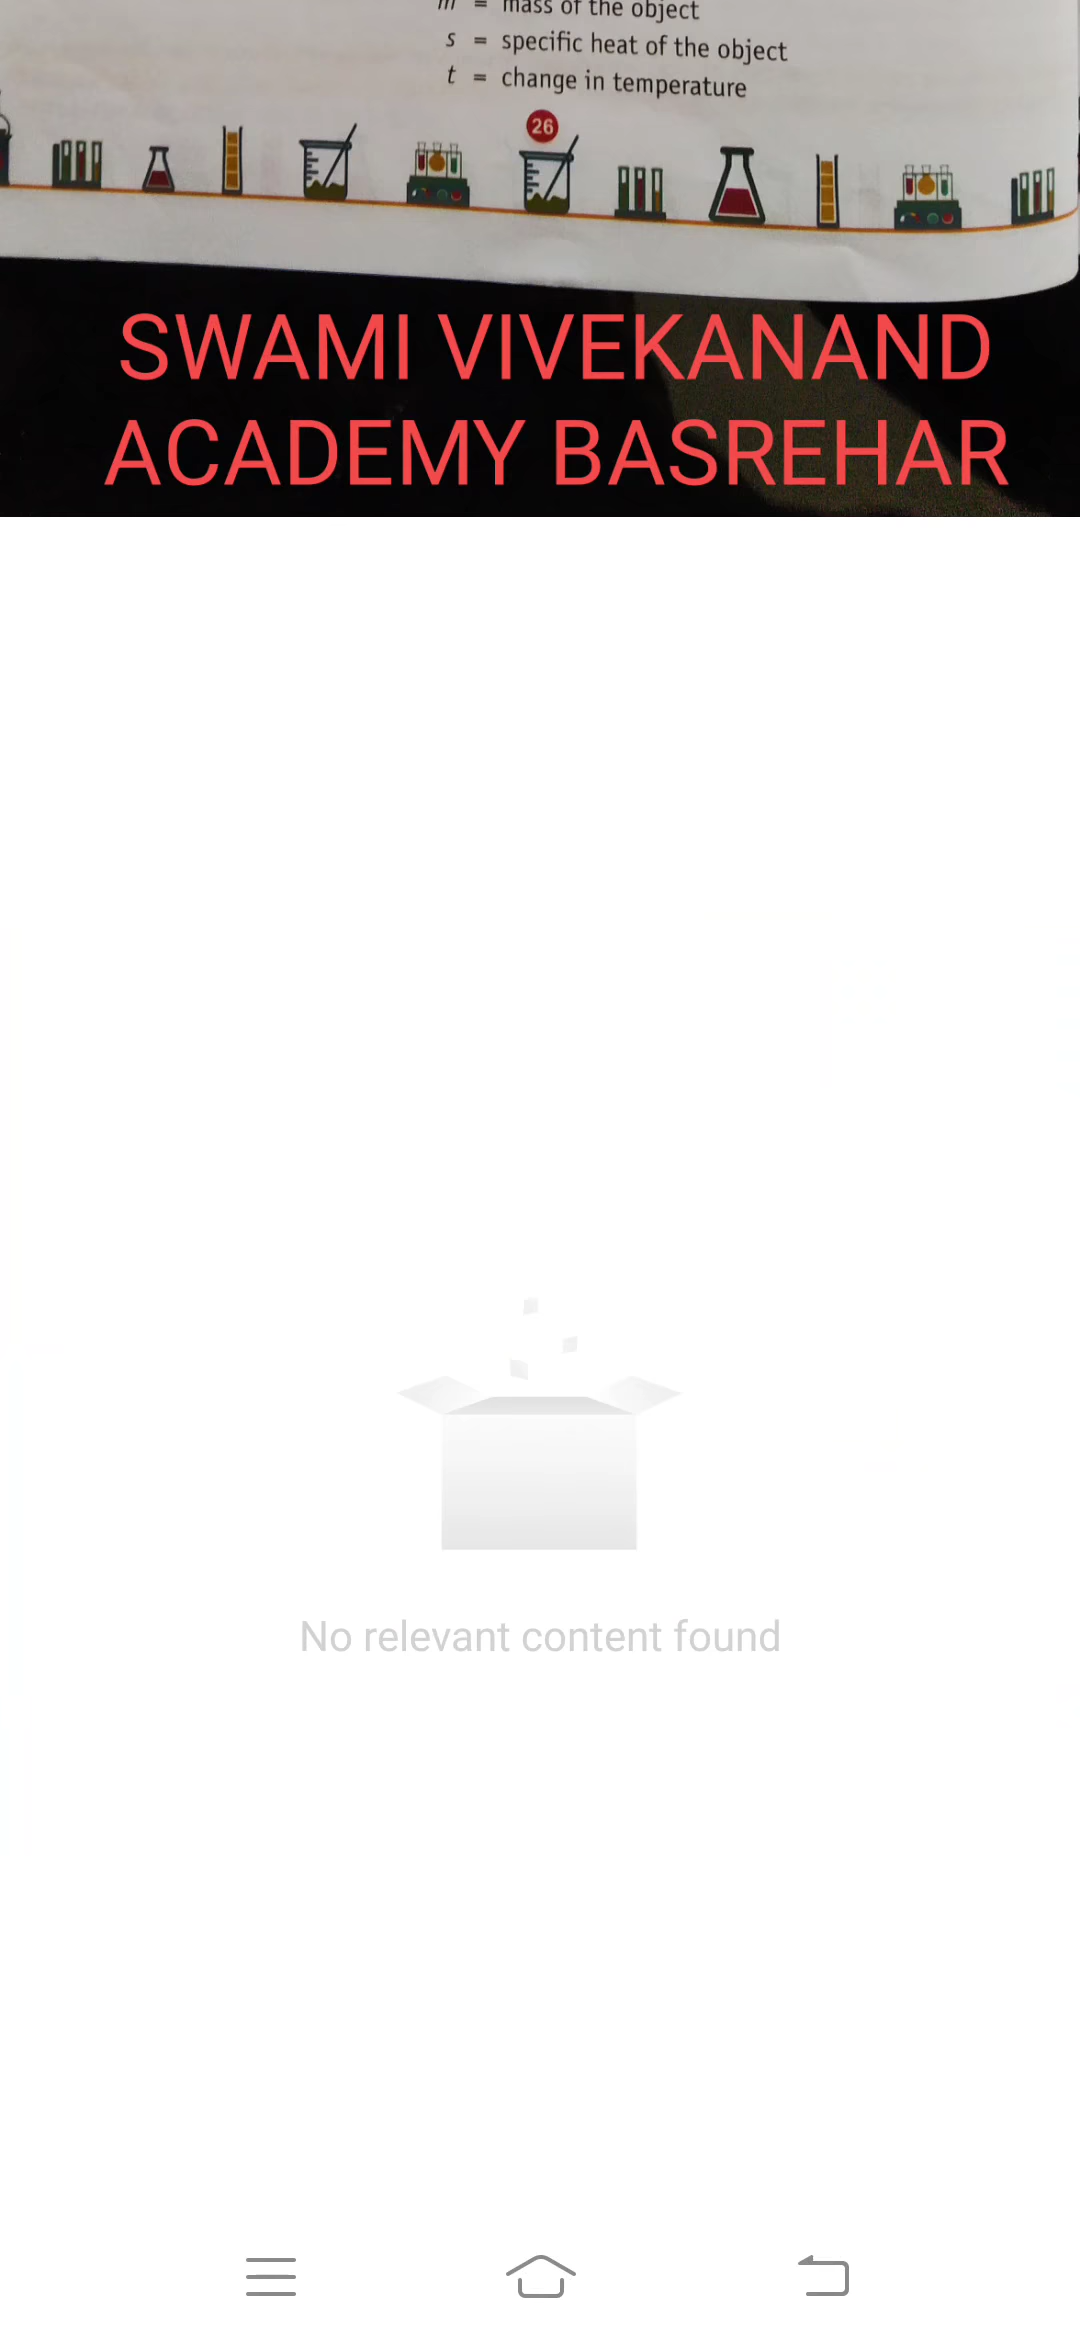 m = mass of the object
s = specific heat of the object
t = change in temperature
26
SWAMI VIVEKANAND
ACADEMY BASREHAR
No relevant content found